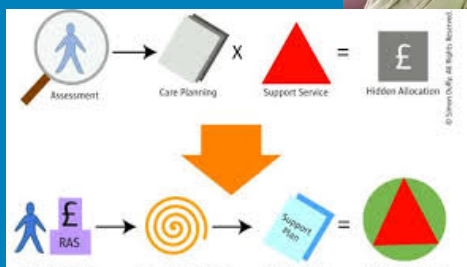 X
=
£
Assessment
Care Planning
Support Service
Hidden Allocation
© Simon Duffy. All Rights Reserved.
£
RAS
Support
Plan
=